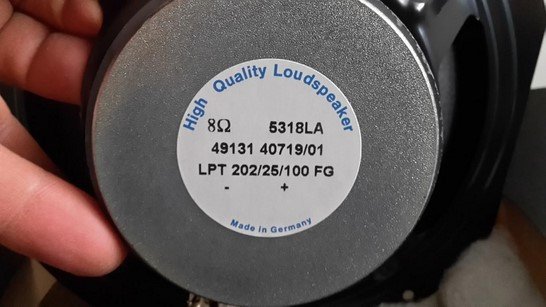 High Quality Loudspeaker
8Ω 5318LA
49131 40719/01
LPT 202/25/100 FG
- +
Made in Germany